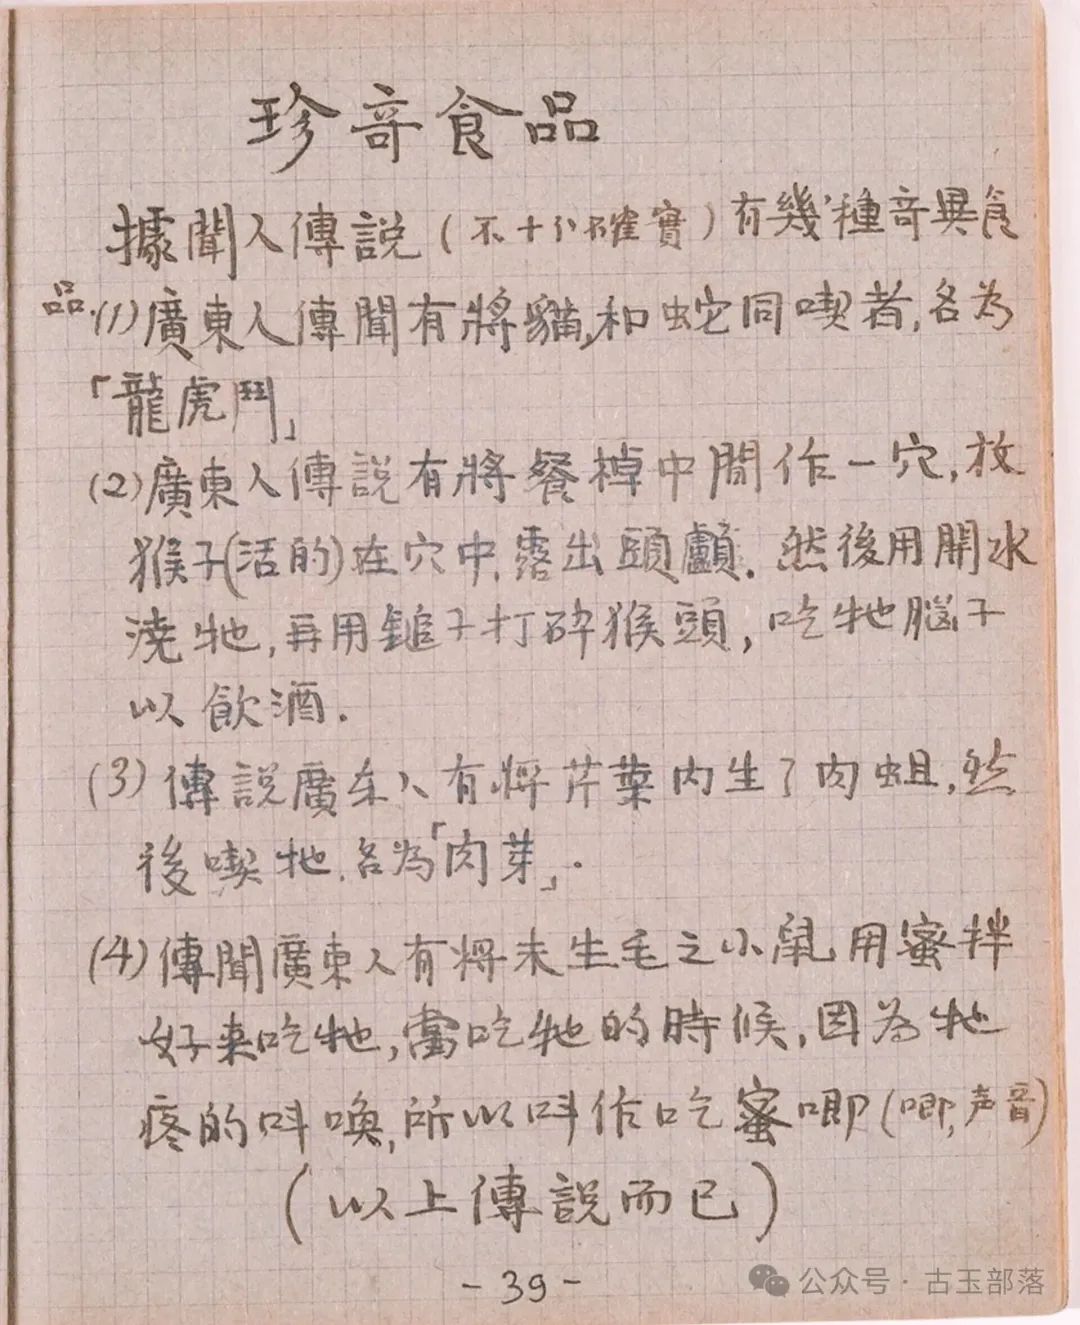 珍奇食品
據聞人傳説(不十分確實)有幾種奇異食
品.(1)廣東人傳聞有將貓,和蛇同喫者,名為
「龍虎鬥」
(2)廣東人傳説有將餐棹中間作一穴,放
猴子(活的)在穴中,露出頭顱.然後用開水
澆牠,再用鎚子打碎猴頭,吃牠腦子
以飲酒.
(3)傳説廣东人有將芹葉内生了肉蛆,然
後喫牠.名為「肉芽」.
(4)傳聞廣東人有將未生毛之小鼠用蜜拌
好来吃牠,當吃牠的時候,因為牠
疼的叫喚,所以叫作吃蜜唧(唧,声音)
(以上傳説而已)
-39-
公众号·古玉部落